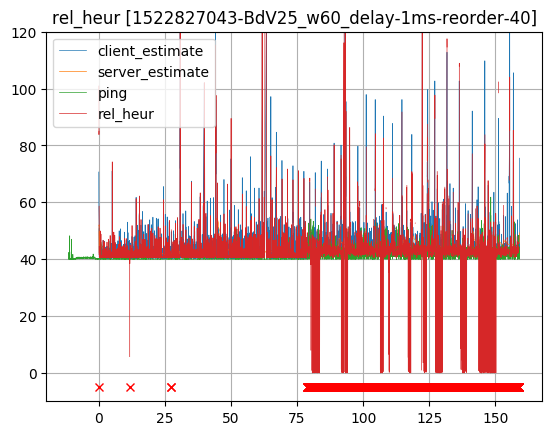 rel_heur [1522827043-BdV25_w60_delay-1ms-reorder-40]
client_estimate
server_estimate
ping
rel_heur
120
100
80
60
40
20
0
0 25 50 75 100 125 150